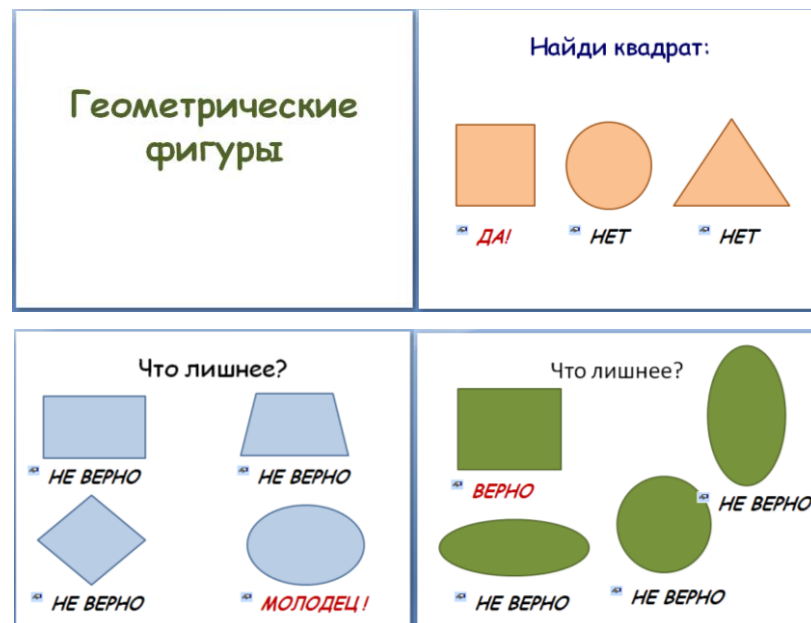 Геометрические
фигуры
Найди квадрат:
ДА!
НЕТ
НЕТ
Что лишнее?
НЕ ВЕРНО
НЕ ВЕРНО
НЕ ВЕРНО
МОЛОДЕЦ!
Что лишнее?
ВЕРНО
НЕ ВЕРНО
НЕ ВЕРНО
НЕ ВЕРНО